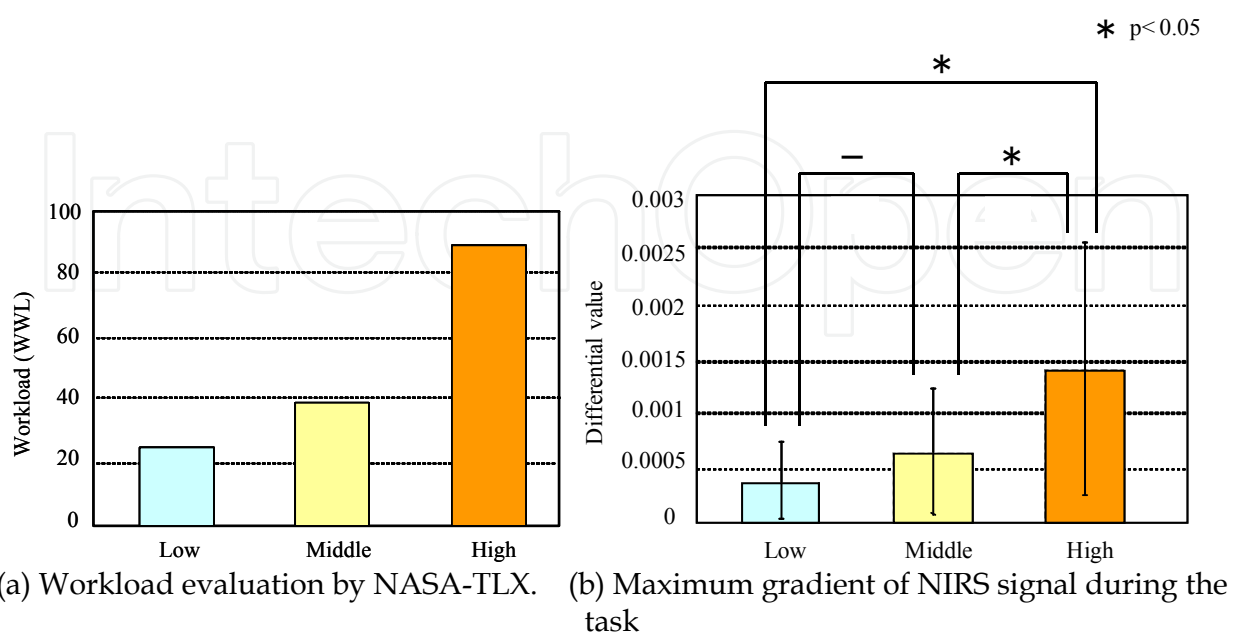 * p< 0.05
*
– *
IntechOpen
Workload (WWL)
100
80
60
40
20
0
Low Middle High
Differential value
0.003
0.0025
0.002
0.0015
0.001
0.0005
0
Low Middle High
(a) Workload evaluation by NASA-TLX.
(b) Maximum gradient of NIRS signal during the
task